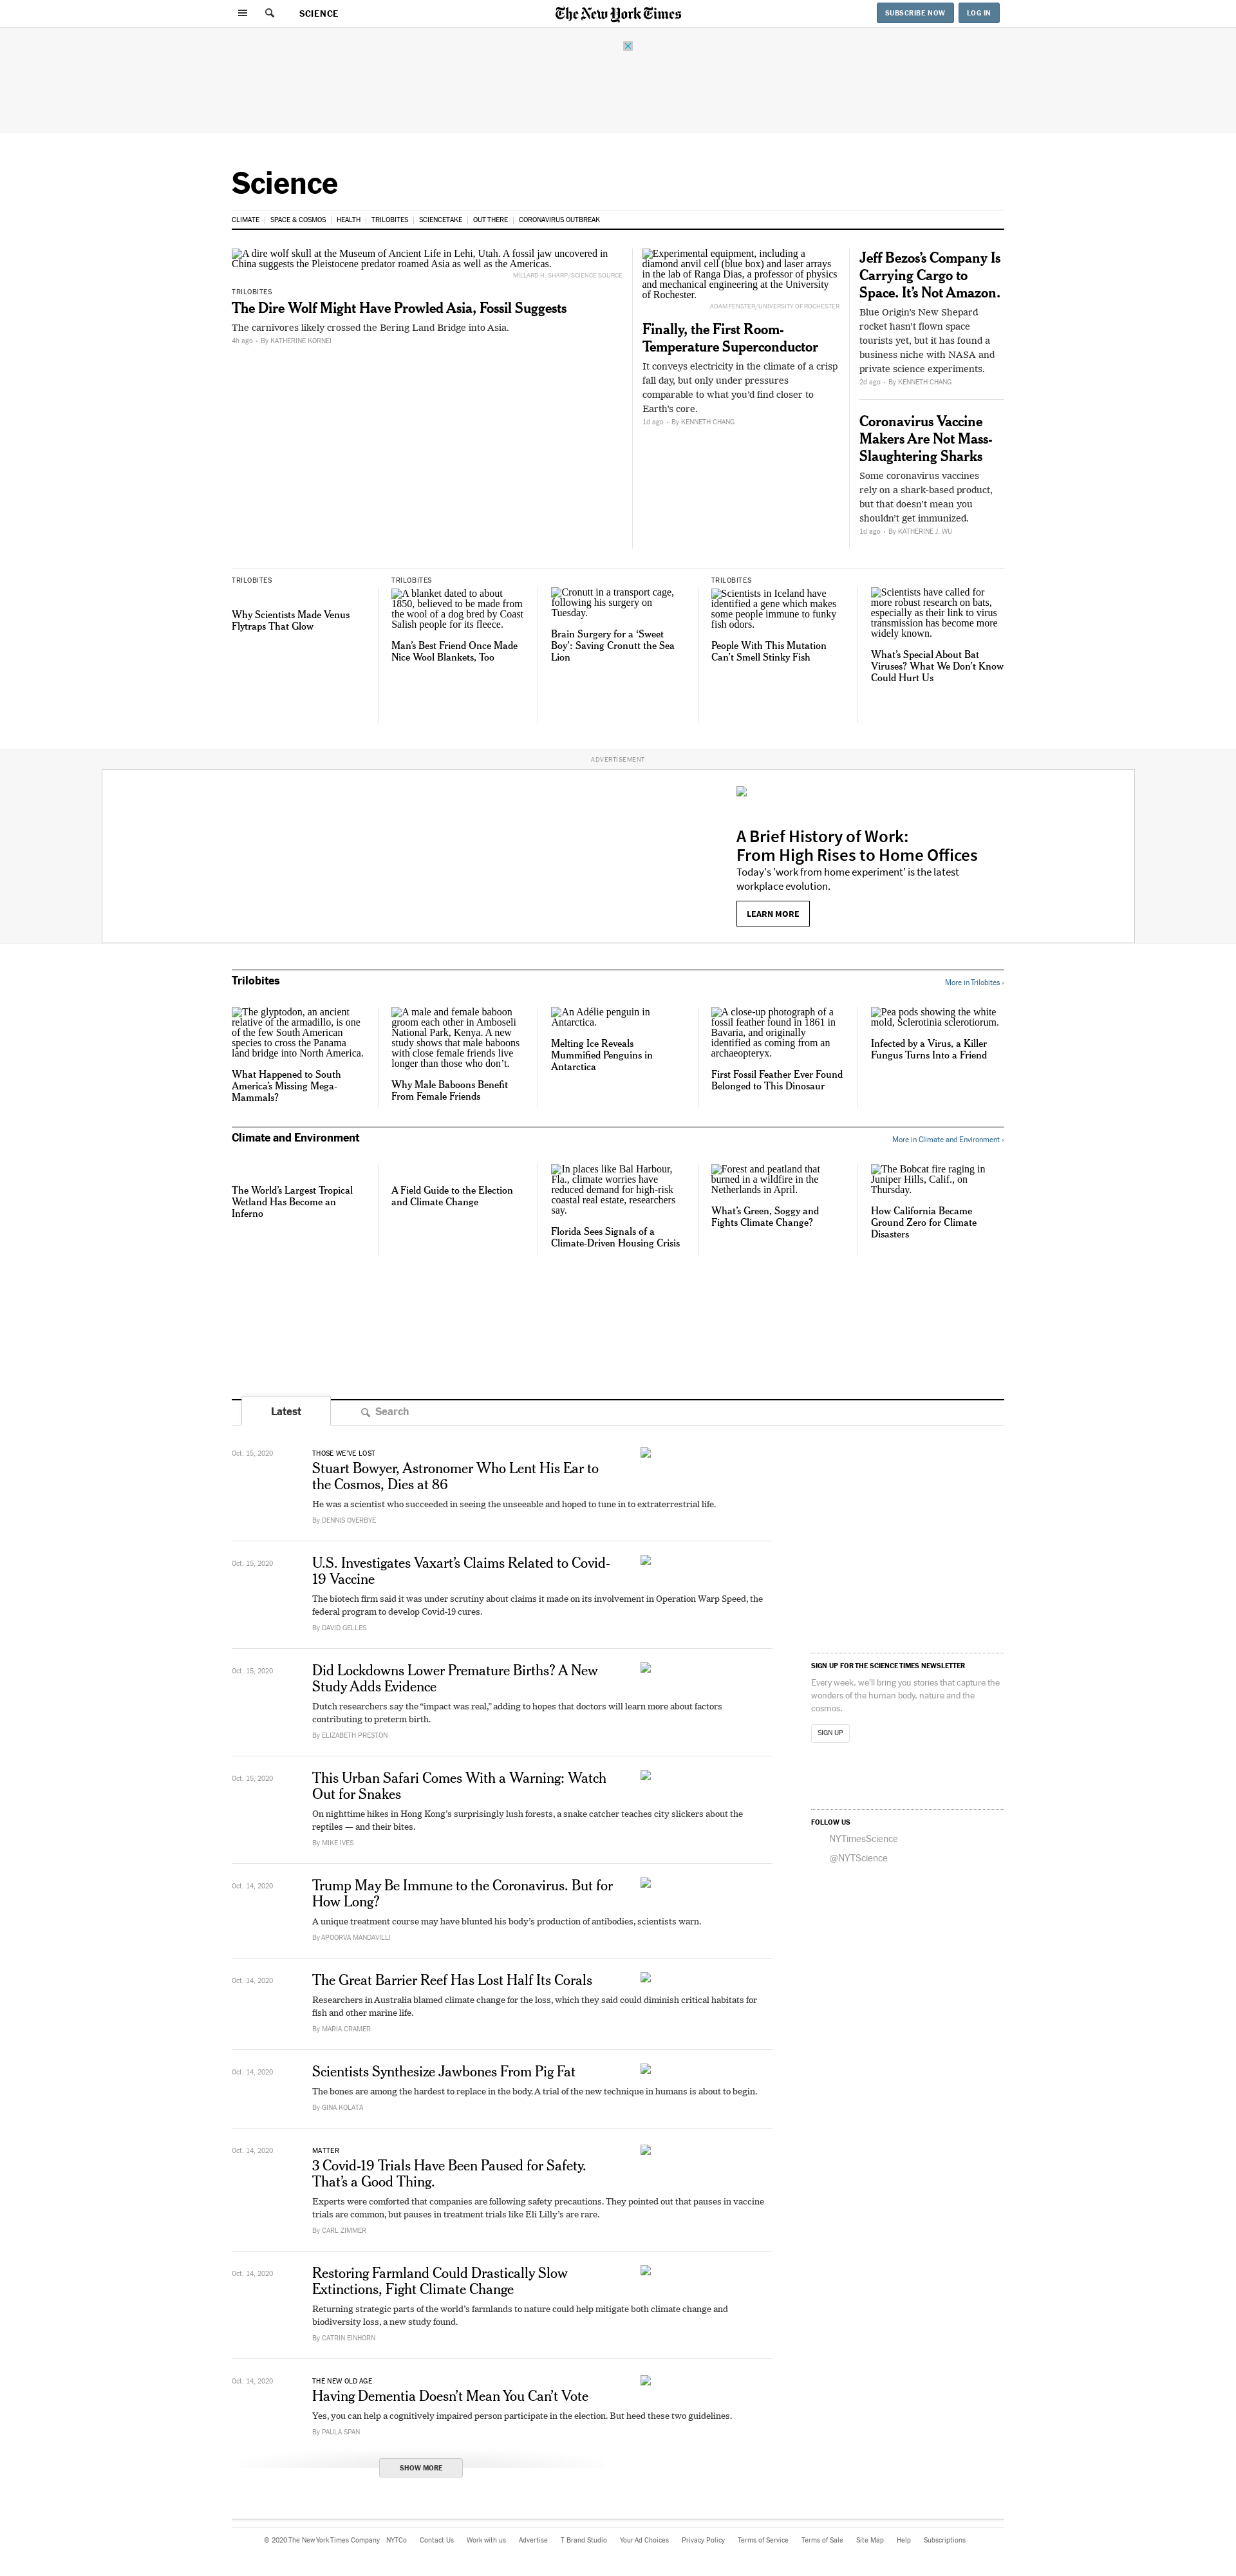 SCIENCE
The New York Times
SUBSCRIBE NOW
LOG IN
Science
CLIMATE
SPACE & COSMOS
HEALTH
TRILOBITES
SCIENCETAKE
OUT THERE
CORONAVIRUS OUTBREAK
A dire wolf skull at the Museum of Ancient Life in Lehi, Utah. A fossil jaw uncovered in
China suggests the Pleistocene predator roamed Asia as well as the Americas.
MILLARD H. SHARP/SCIENCE SOURCE
TRILOBITES
The Dire Wolf Might Have Prowled Asia, Fossil Suggests
The carnivores likely crossed the Bering Land Bridge into Asia.
4h ago • By KATHERINE KORNEI
Experimental equipment, including a
diamond anvil cell (blue box) and laser arrays
in the lab of Ranga Dias, a professor of physics
and mechanical engineering at the University
of Rochester.
ADAM FENSTER/UNIVERSITY OF ROCHESTER
Finally, the First Room-
Temperature Superconductor
It conveys electricity in the climate of a crisp
fall day, but only under pressures
comparable to what you’d find closer to
Earth’s core.
1d ago • By KENNETH CHANG
Jeff Bezos’s Company Is
Carrying Cargo to
Space. It’s Not Amazon.
Blue Origin’s New Shepard
rocket hasn’t flown space
tourists yet, but it has found a
business niche with NASA and
private science experiments.
2d ago • By KENNETH CHANG
Coronavirus Vaccine
Makers Are Not Mass-
Slaughtering Sharks
Some coronavirus vaccines
rely on a shark-based product,
but that doesn’t mean you
shouldn’t get immunized.
1d ago • By KATHERINE J. WU
TRILOBITES
Why Scientists Made Venus
Flytraps That Glow
TRILOBITES
A blanket dated to about
1850, believed to be made from
the wool of a dog bred by Coast
Salish people for its fleece.
Man’s Best Friend Once Made
Nice Wool Blankets, Too
Cronutt in a transport cage,
following his surgery on
Tuesday.
Brain Surgery for a ‘Sweet
Boy’: Saving Cronutt the Sea
Lion
TRILOBITES
Scientists in Iceland have
identified a gene which makes
some people immune to funky
fish odors.
People With This Mutation
Can’t Smell Stinky Fish
Scientists have called for
more robust research on bats,
especially as their link to virus
transmission has become more
widely known.
What’s Special About Bat
Viruses? What We Don’t Know
Could Hurt Us
ADVERTISEMENT
A Brief History of Work:
From High Rises to Home Offices
Today's 'work from home experiment' is the latest
workplace evolution.
LEARN MORE
Trilobites
More in Trilobites ›
The glyptodon, an ancient
relative of the armadillo, is one
of the few South American
species to cross the Panama
land bridge into North America.
What Happened to South
America’s Missing Mega-
Mammals?
A male and female baboon
groom each other in Amboseli
National Park, Kenya. A new
study shows that male baboons
with close female friends live
longer than those who don’t.
Why Male Baboons Benefit
From Female Friends
An Adélie penguin in
Antarctica.
Melting Ice Reveals
Mummified Penguins in
Antarctica
A close-up photograph of a
fossil feather found in 1861 in
Bavaria, and originally
identified as coming from an
archaeopteryx.
First Fossil Feather Ever Found
Belonged to This Dinosaur
Pea pods showing the white
mold, Sclerotinia sclerotiorum.
Infected by a Virus, a Killer
Fungus Turns Into a Friend
Climate and Environment
More in Climate and Environment ›
The World’s Largest Tropical
Wetland Has Become an
Inferno
A Field Guide to the Election
and Climate Change
In places like Bal Harbour,
Fla., climate worries have
reduced demand for high-risk
coastal real estate, researchers
say.
Florida Sees Signals of a
Climate-Driven Housing Crisis
Forest and peatland that
burned in a wildfire in the
Netherlands in April.
What’s Green, Soggy and
Fights Climate Change?
The Bobcat fire raging in
Juniper Hills, Calif., on
Thursday.
How California Became
Ground Zero for Climate
Disasters
Latest
Search
Oct. 15, 2020
THOSE WE’VE LOST
Stuart Bowyer, Astronomer Who Lent His Ear to
the Cosmos, Dies at 86
He was a scientist who succeeded in seeing the unseeable and hoped to tune in to extraterrestrial life.
By DENNIS OVERBYE
Oct. 15, 2020
U.S. Investigates Vaxart’s Claims Related to Covid-
19 Vaccine
The biotech firm said it was under scrutiny about claims it made on its involvement in Operation Warp Speed, the
federal program to develop Covid-19 cures.
By DAVID GELLES
Oct. 15, 2020
Did Lockdowns Lower Premature Births? A New
Study Adds Evidence
Dutch researchers say the “impact was real,” adding to hopes that doctors will learn more about factors
contributing to preterm birth.
By ELIZABETH PRESTON
Oct. 15, 2020
This Urban Safari Comes With a Warning: Watch
Out for Snakes
On nighttime hikes in Hong Kong’s surprisingly lush forests, a snake catcher teaches city slickers about the
reptiles — and their bites.
By MIKE IVES
Oct. 14, 2020
Trump May Be Immune to the Coronavirus. But for
How Long?
A unique treatment course may have blunted his body’s production of antibodies, scientists warn.
By APOORVA MANDAVILLI
Oct. 14, 2020
The Great Barrier Reef Has Lost Half Its Corals
Researchers in Australia blamed climate change for the loss, which they said could diminish critical habitats for
fish and other marine life.
By MARIA CRAMER
Oct. 14, 2020
Scientists Synthesize Jawbones From Pig Fat
The bones are among the hardest to replace in the body. A trial of the new technique in humans is about to begin.
By GINA KOLATA
Oct. 14, 2020
MATTER
3 Covid-19 Trials Have Been Paused for Safety.
That’s a Good Thing.
Experts were comforted that companies are following safety precautions. They pointed out that pauses in vaccine
trials are common, but pauses in treatment trials like Eli Lilly’s are rare.
By CARL ZIMMER
Oct. 14, 2020
Restoring Farmland Could Drastically Slow
Extinctions, Fight Climate Change
Returning strategic parts of the world’s farmlands to nature could help mitigate both climate change and
biodiversity loss, a new study found.
By CATRIN EINHORN
Oct. 14, 2020
THE NEW OLD AGE
Having Dementia Doesn’t Mean You Can’t Vote
Yes, you can help a cognitively impaired person participate in the election. But heed these two guidelines.
By PAULA SPAN
SHOW MORE
SIGN UP FOR THE SCIENCE TIMES NEWSLETTER
Every week, we'll bring you stories that capture the
wonders of the human body, nature and the
cosmos.
SIGN UP
FOLLOW US
NYTimesScience
@NYTScience
© 2020 The New York Times Company
NYTCo
Contact Us
Work with us
Advertise
T Brand Studio
Your Ad Choices
Privacy Policy
Terms of Service
Terms of Sale
Site Map
Help
Subscriptions